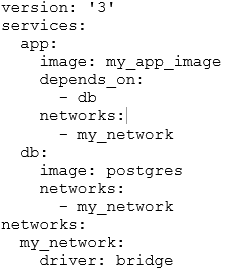 version: '3'
services:
  app:
    image: my_app_image
    depends_on:
      - db
    networks:
      - my_network
  db:
    image: postgres
    networks:
      - my_network
networks:
  my_network:
    driver: bridge